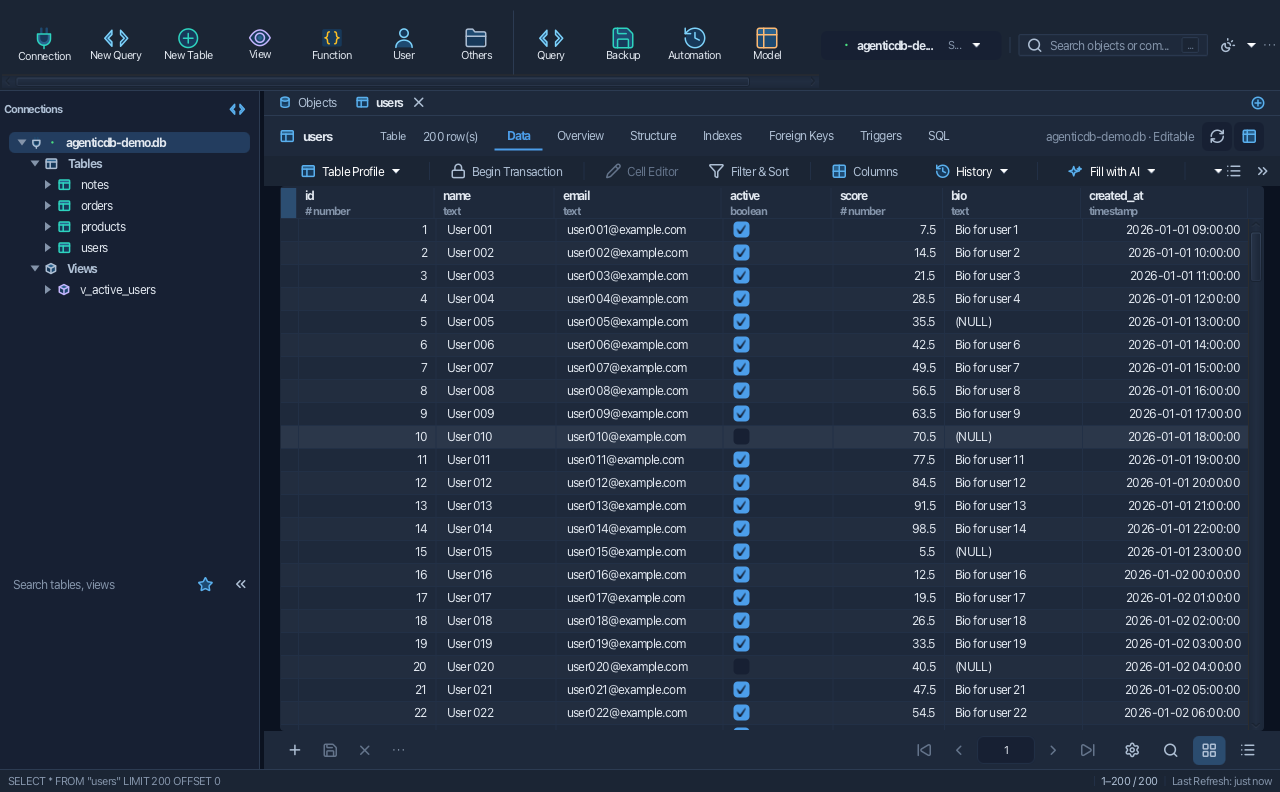 Connection
New Query
New Table
View
Function
User
Others
Query
Backup
Automation
Model
agenticdb-de... S...
Search objects or com... ...
Connections
agenticdb-demo.db
Tables
notes
orders
products
users
Views
v_active_users
Search tables, views
Objects
users
users
Table
200 row(s)
Data
Overview
Structure
Indexes
Foreign Keys
Triggers
SQL
agenticdb-demo.db · Editable
Table Profile
Begin Transaction
Cell Editor
Filter & Sort
Columns
History
Fill with AI
id name email active score bio created_at
# number text text boolean # number text timestamp
1 User 001 user001@example.com 7.5 Bio for user 1 2026-01-01 09:00:00
2 User 002 user002@example.com 14.5 Bio for user 2 2026-01-01 10:00:00
3 User 003 user003@example.com 21.5 Bio for user 3 2026-01-01 11:00:00
4 User 004 user004@example.com 28.5 Bio for user 4 2026-01-01 12:00:00
5 User 005 user005@example.com 35.5 (NULL) 2026-01-01 13:00:00
6 User 006 user006@example.com 42.5 Bio for user 6 2026-01-01 14:00:00
7 User 007 user007@example.com 49.5 Bio for user 7 2026-01-01 15:00:00
8 User 008 user008@example.com 56.5 Bio for user 8 2026-01-01 16:00:00
9 User 009 user009@example.com 63.5 Bio for user 9 2026-01-01 17:00:00
10 User 010 user010@example.com 70.5 (NULL) 2026-01-01 18:00:00
11 User 011 user011@example.com 77.5 Bio for user 11 2026-01-01 19:00:00
12 User 012 user012@example.com 84.5 Bio for user 12 2026-01-01 20:00:00
13 User 013 user013@example.com 91.5 Bio for user 13 2026-01-01 21:00:00
14 User 014 user014@example.com 98.5 Bio for user 14 2026-01-01 22:00:00
15 User 015 user015@example.com 5.5 (NULL) 2026-01-01 23:00:00
16 User 016 user016@example.com 12.5 Bio for user 16 2026-01-02 00:00:00
17 User 017 user017@example.com 19.5 Bio for user 17 2026-01-02 01:00:00
18 User 018 user018@example.com 26.5 Bio for user 18 2026-01-02 02:00:00
19 User 019 user019@example.com 33.5 Bio for user 19 2026-01-02 03:00:00
20 User 020 user020@example.com 40.5 (NULL) 2026-01-02 04:00:00
21 User 021 user021@example.com 47.5 Bio for user 21 2026-01-02 05:00:00
22 User 022 user022@example.com 54.5 Bio for user 22 2026-01-02 06:00:00
1
SELECT * FROM "users" LIMIT 200 OFFSET 0
1–200 / 200
Last Refresh: just now